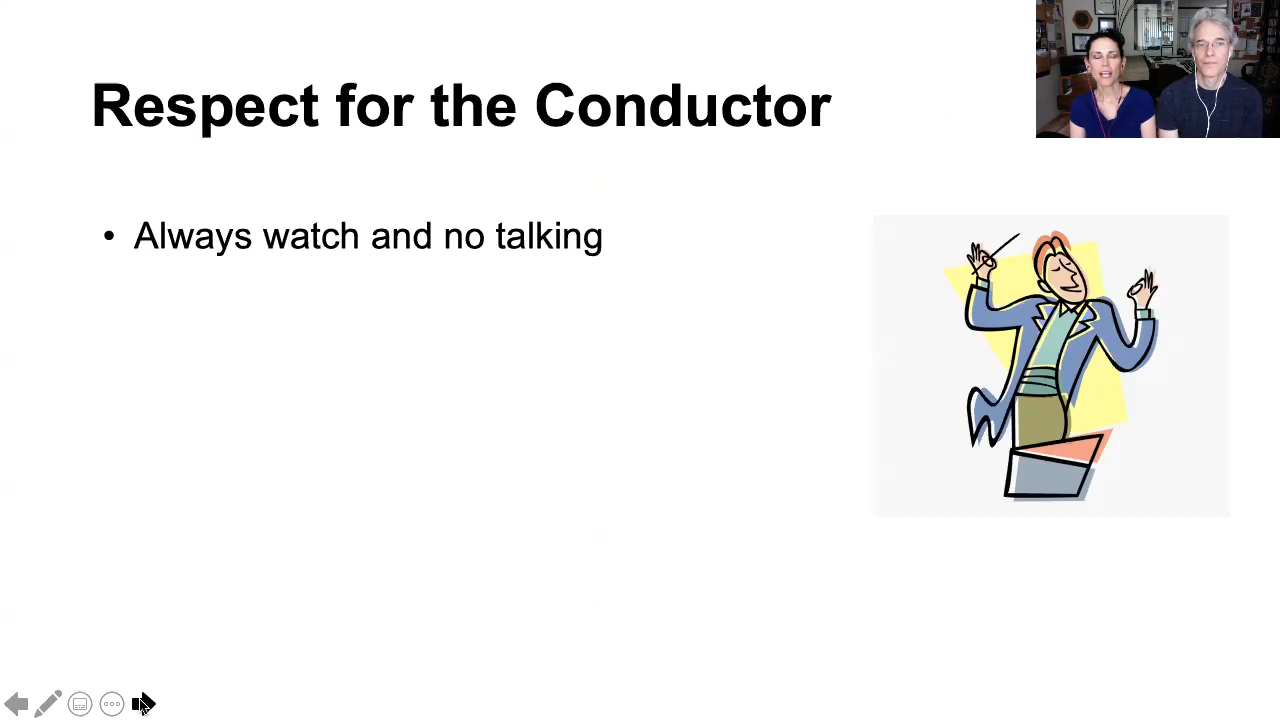 Respect for the Conductor
• Always watch and no talking